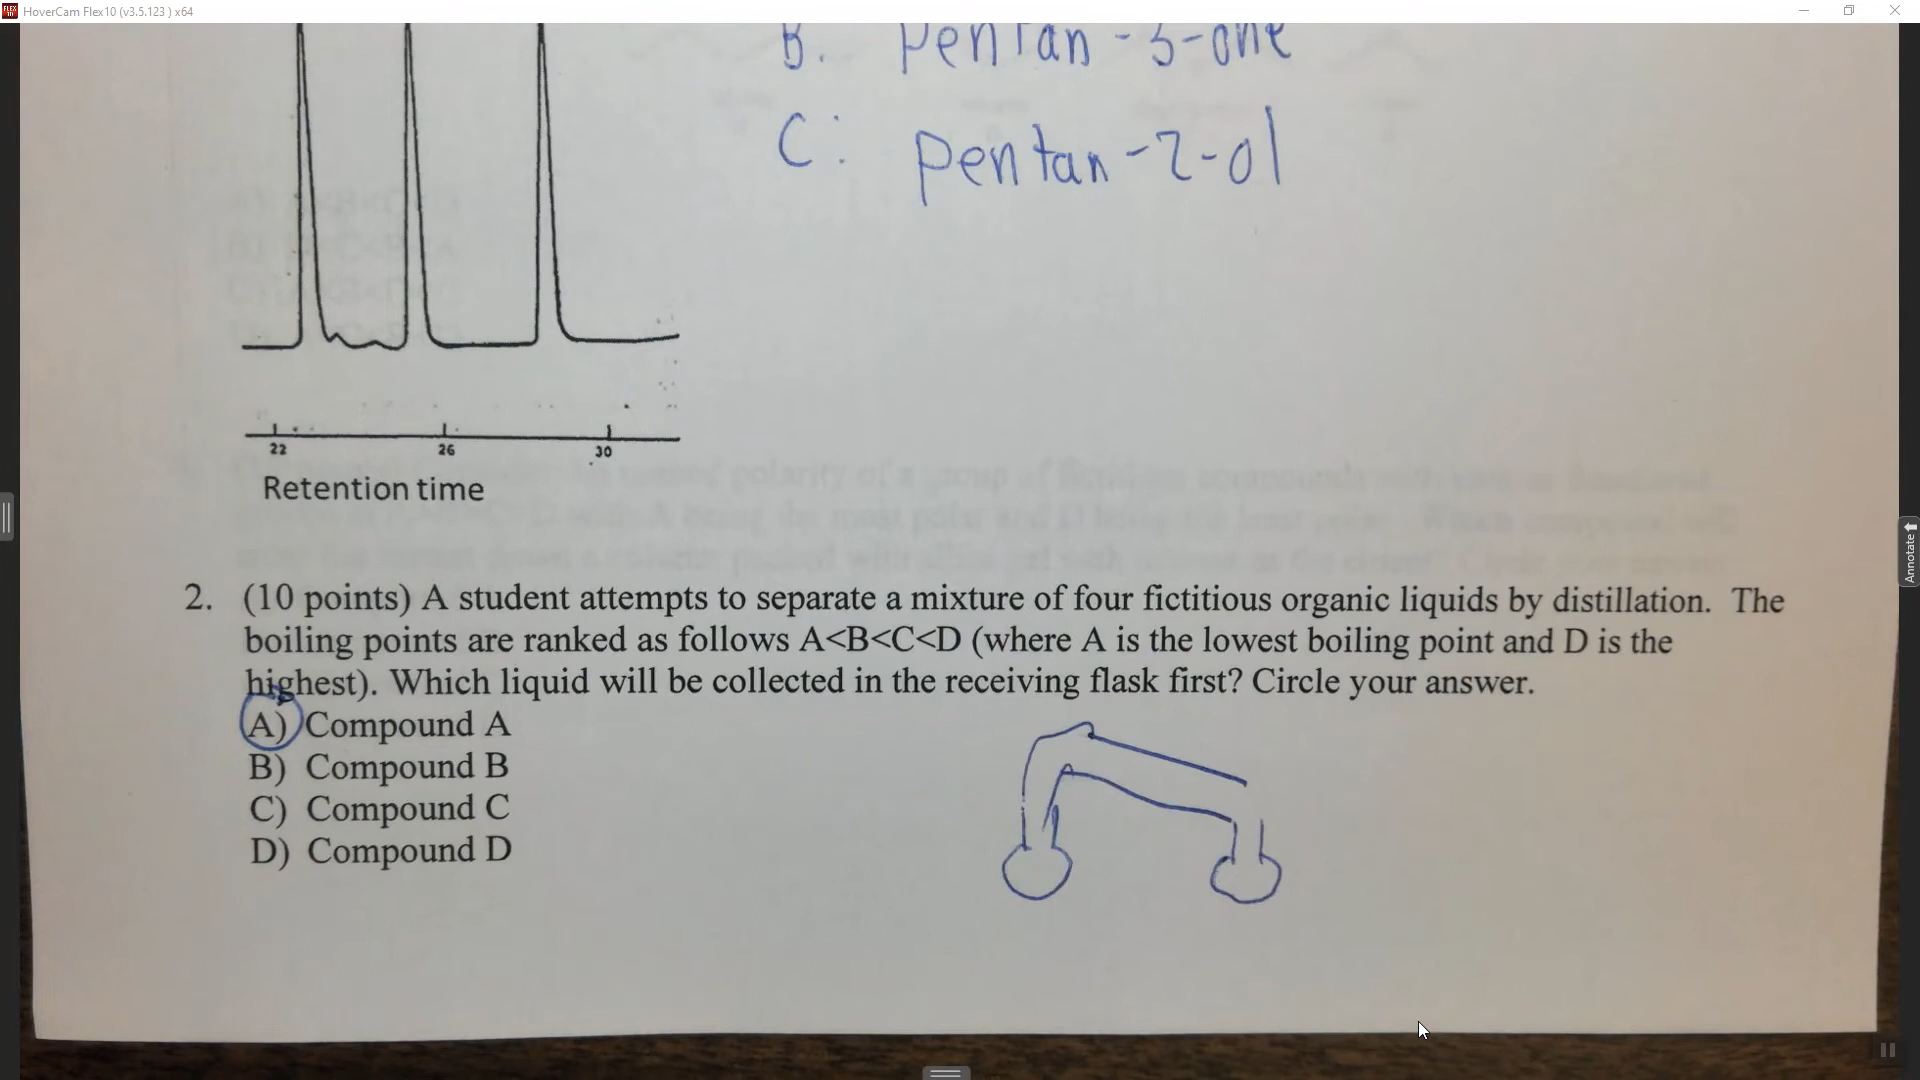 HoverCam Flex10 (v3.5.123 ) x64
B. Pentan-3-one
C: Pentan-2-ol
22 26 30
Retention time
2. (10 points) A student attempts to separate a mixture of four fictitious organic liquids by distillation. The
boiling points are ranked as follows A<B<C<D (where A is the lowest boiling point and D is the
highest). Which liquid will be collected in the receiving flask first? Circle your answer.
A) Compound A
B) Compound B
C) Compound C
D) Compound D
Annotate